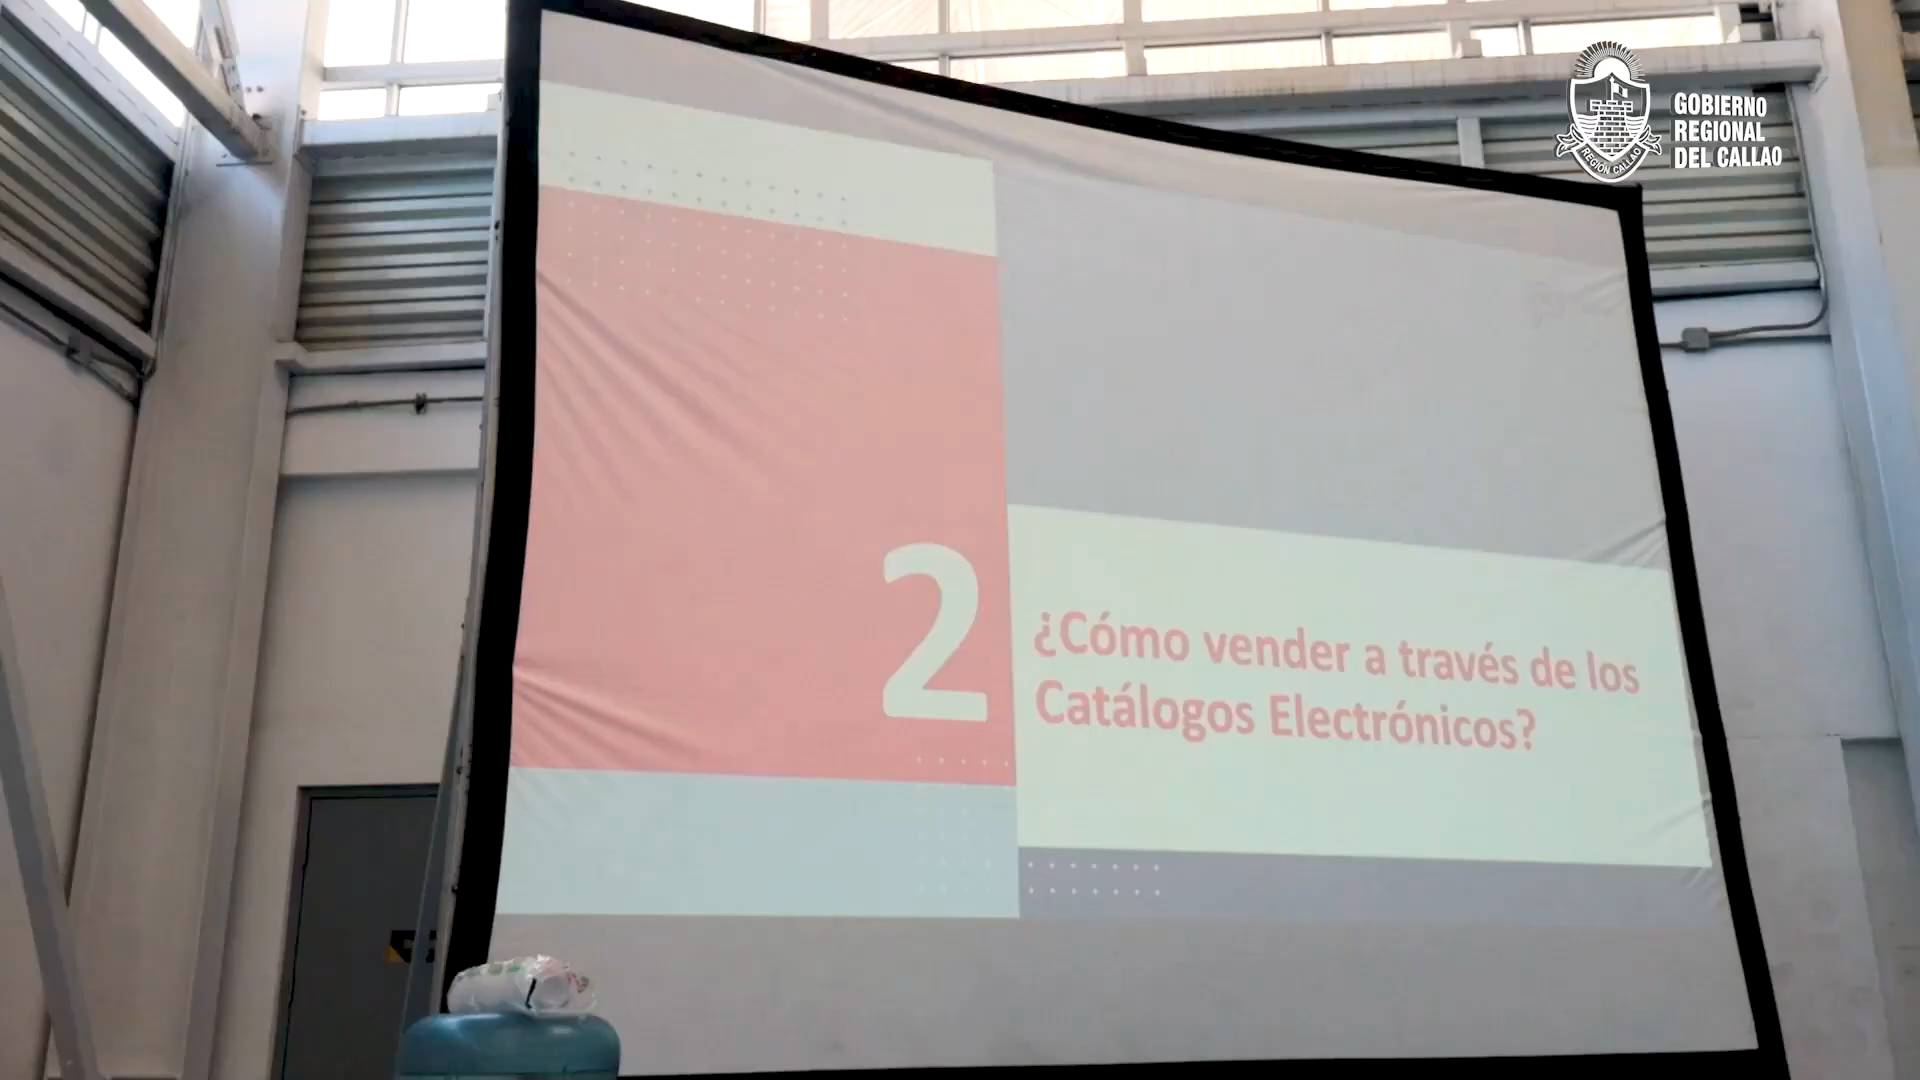 GOBIERNO
REGIONAL
DEL CALLAO
REGIÓN CALLAO
2
¿Cómo vender a través de los
Catálogos Electrónicos?